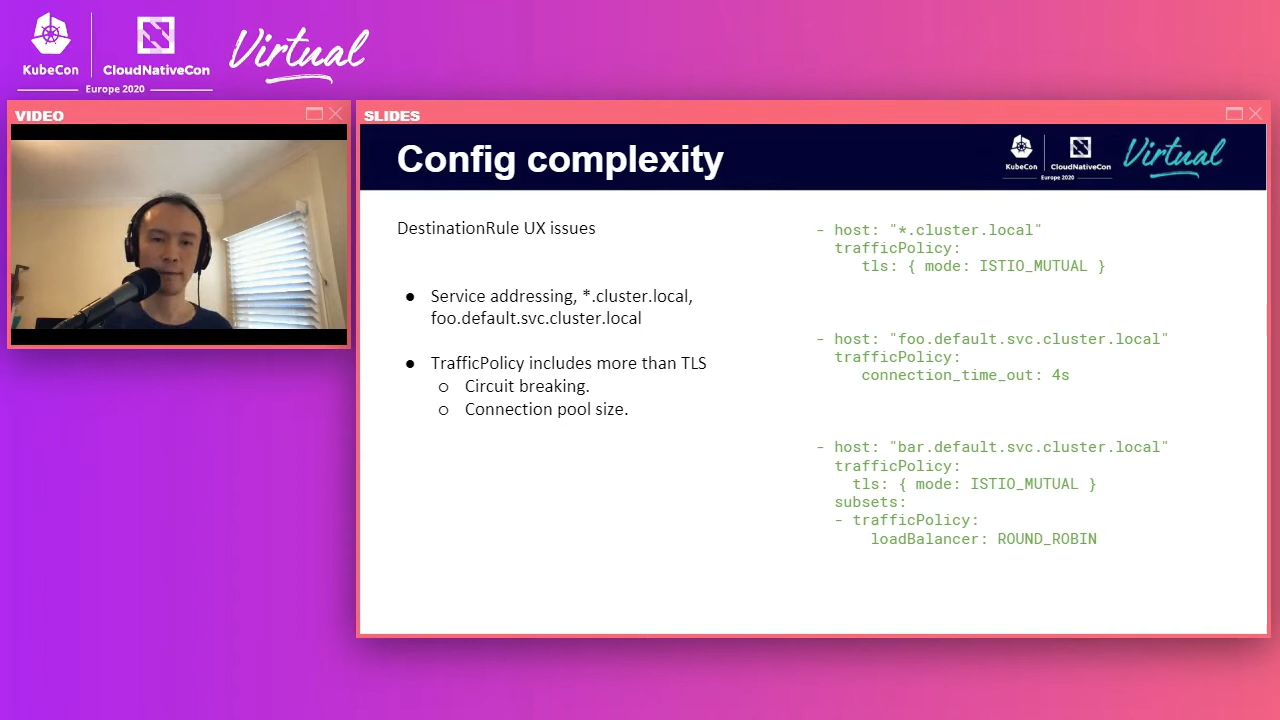 KubeCon
CloudNativeCon
Europe 2020
Virtual
VIDEO
SLIDES
Config complexity
KubeCon
CloudNativeCon
Europe 2020
Virtual
DestinationRule UX issues
● Service addressing, *.cluster.local,
foo.default.svc.cluster.local
● TrafficPolicy includes more than TLS
○ Circuit breaking.
○ Connection pool size.
- host: "*.cluster.local"
trafficPolicy:
tls: { mode: ISTIO_MUTUAL }
- host: "foo.default.svc.cluster.local"
trafficPolicy:
connection_time_out: 4s
- host: "bar.default.svc.cluster.local"
trafficPolicy:
tls: { mode: ISTIO_MUTUAL }
subsets:
- trafficPolicy:
loadBalancer: ROUND_ROBIN